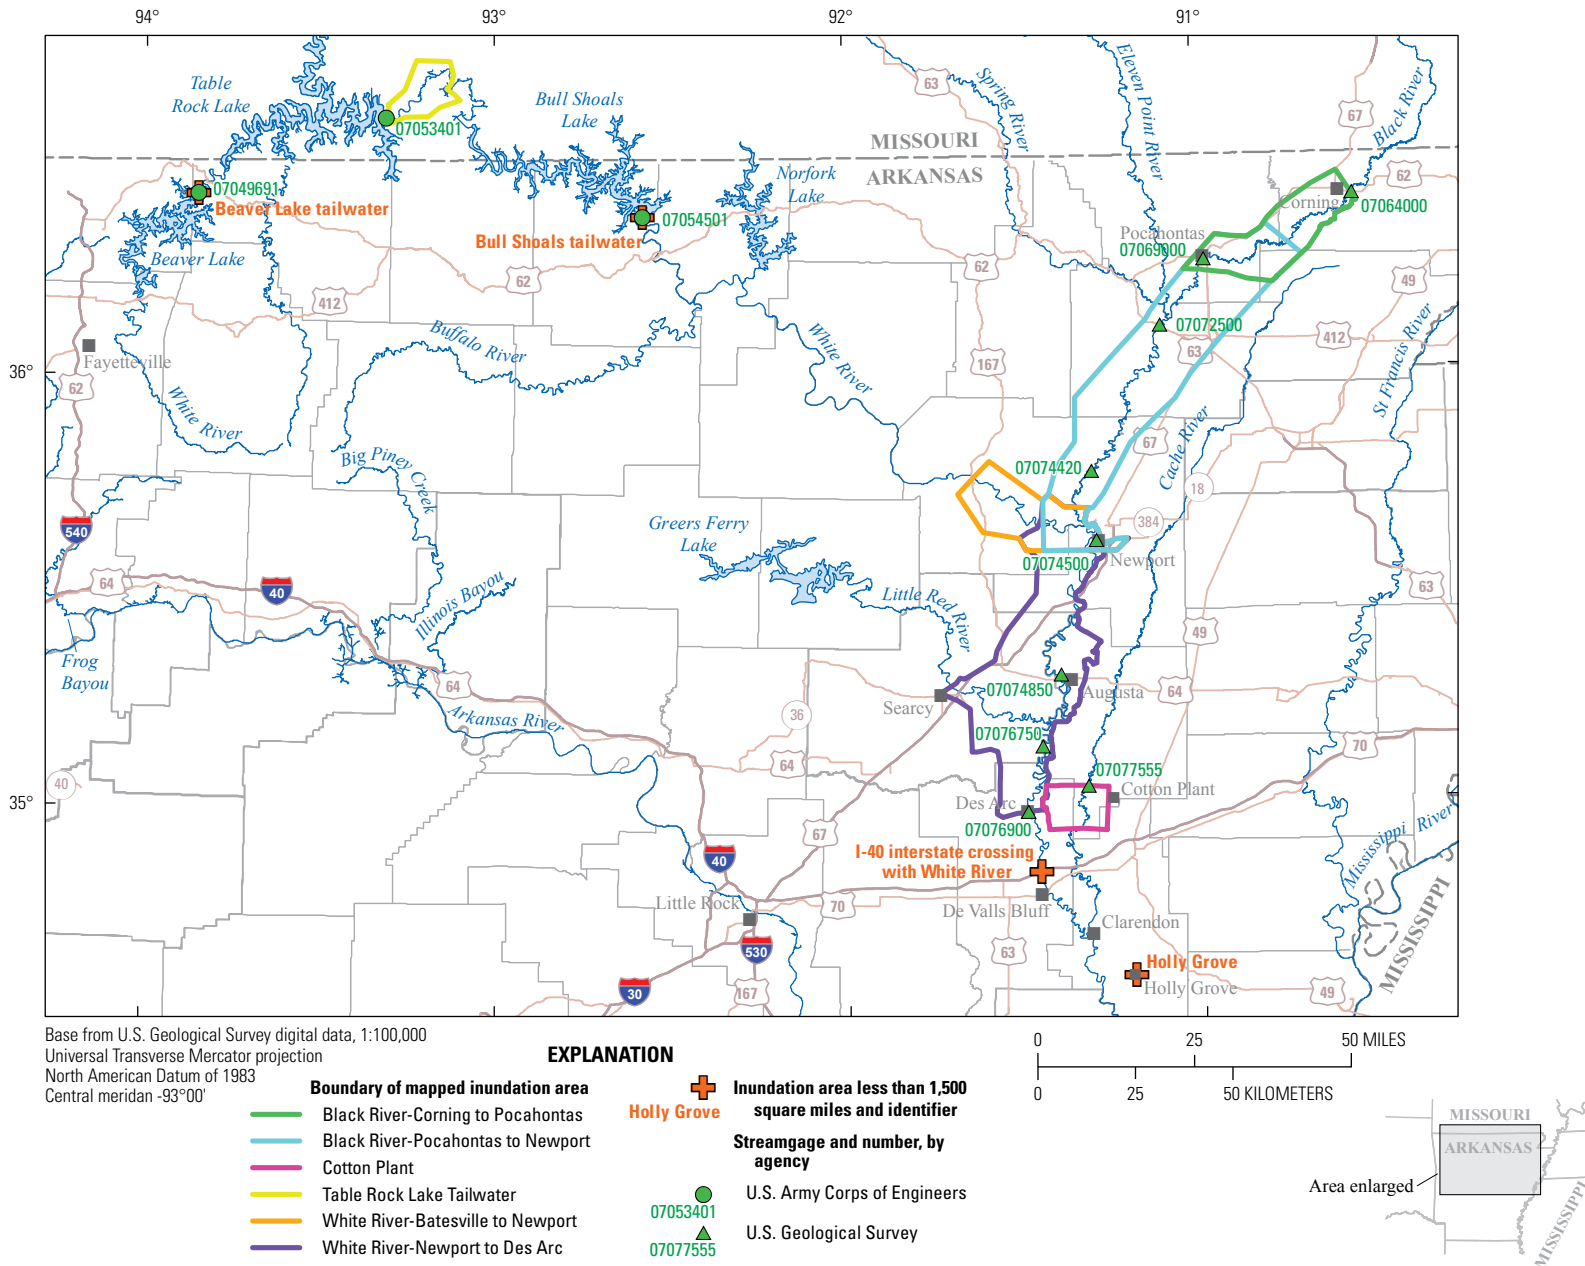 94°
93°
92°
91°
Table
Rock Lake
Bull Shoals
Lake
Spring River
Eleven Point River
Black River
63
67
07053401
MISSOURI
ARKANSAS
Norfork
Lake
62
07049691
Beaver Lake tailwater
07054501
Bull Shoals tailwater
Corning
07064000
Pocahontas
07069000
Beaver Lake
62
62
49
412
Buffalo River
White River
07072500
412
St Francis River
63
Fayetteville
36°
62
167
White River
67
Cache River
Big Piney
Creek
07074420
18
540
Greers Ferry
Lake
384
07074500
Newport
64
40
Illinois Bayou
Little Red
River
63
49
Frog
Bayou
64
07074850
Augusta
64
Searcy
Arkansas River
36
07076750
70
64
07077555
40
35°
Des Arc
Cotton Plant
07076900
67
Mississippi River
I-40 interstate crossing
with White River
40
Little Rock
70
De Valls Bluff
Clarendon
MISSISSIPPI
530
63
Holly Grove
Holly Grove
30
167
49
Base from U.S. Geological Survey digital data, 1:100,000
Universal Transverse Mercator projection
North American Datum of 1983
Central meridian -93°00'
0 25 50 MILES
0 25 50 KILOMETERS
EXPLANATION
Boundary of mapped inundation area
Black River-Corning to Pocahontas
Black River-Pocahontas to Newport
Cotton Plant
Table Rock Lake Tailwater
White River-Batesville to Newport
White River-Newport to Des Arc
Holly Grove
Inundation area less than 1,500
square miles and identifier
Streamgage and number, by
agency
U.S. Army Corps of Engineers
07053401
U.S. Geological Survey
07077555
MISSOURI
ARKANSAS
Area enlarged
MISSISSIPPI